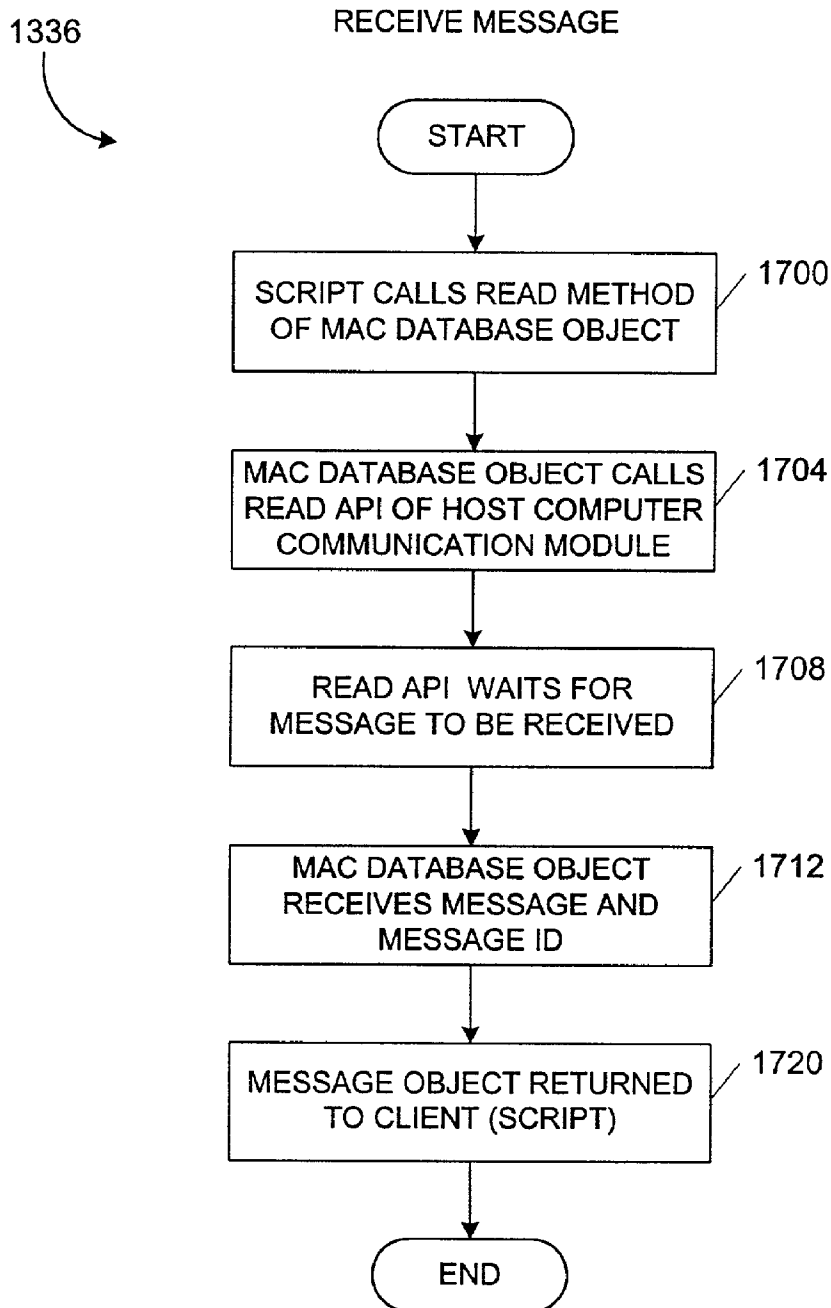 1336
RECEIVE MESSAGE
START
SCRIPT CALLS READ METHOD
OF MAC DATABASE OBJECT
1700
MAC DATABASE OBJECT CALLS
READ API OF HOST COMPUTER
COMMUNICATION MODULE
1704
READ API WAITS FOR
MESSAGE TO BE RECEIVED
1708
MAC DATABASE OBJECT
RECEIVES MESSAGE AND
MESSAGE ID
1712
MESSAGE OBJECT RETURNED
TO CLIENT (SCRIPT)
1720
END